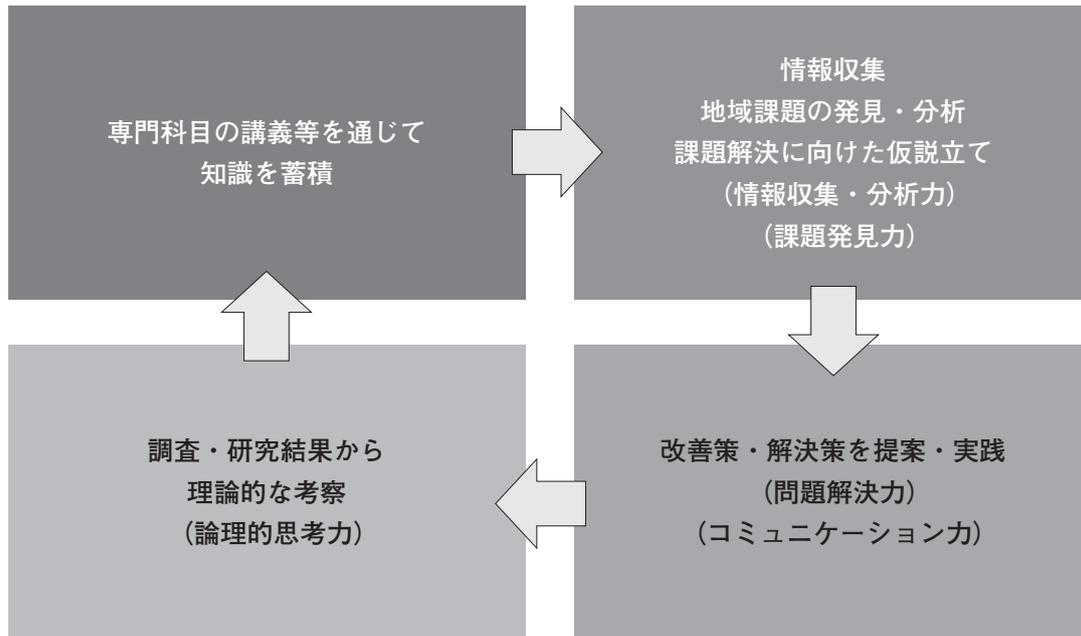 専門科目の講義等を通じて
知識を蓄積
情報収集
地域課題の発見・分析
課題解決に向けた仮説立て
（情報収集・分析力）
（課題発見力）
改善策・解決策を提案・実践
（問題解決力）
（コミュニケーション力）
調査・研究結果から
理論的な考察
（論理的思考力）